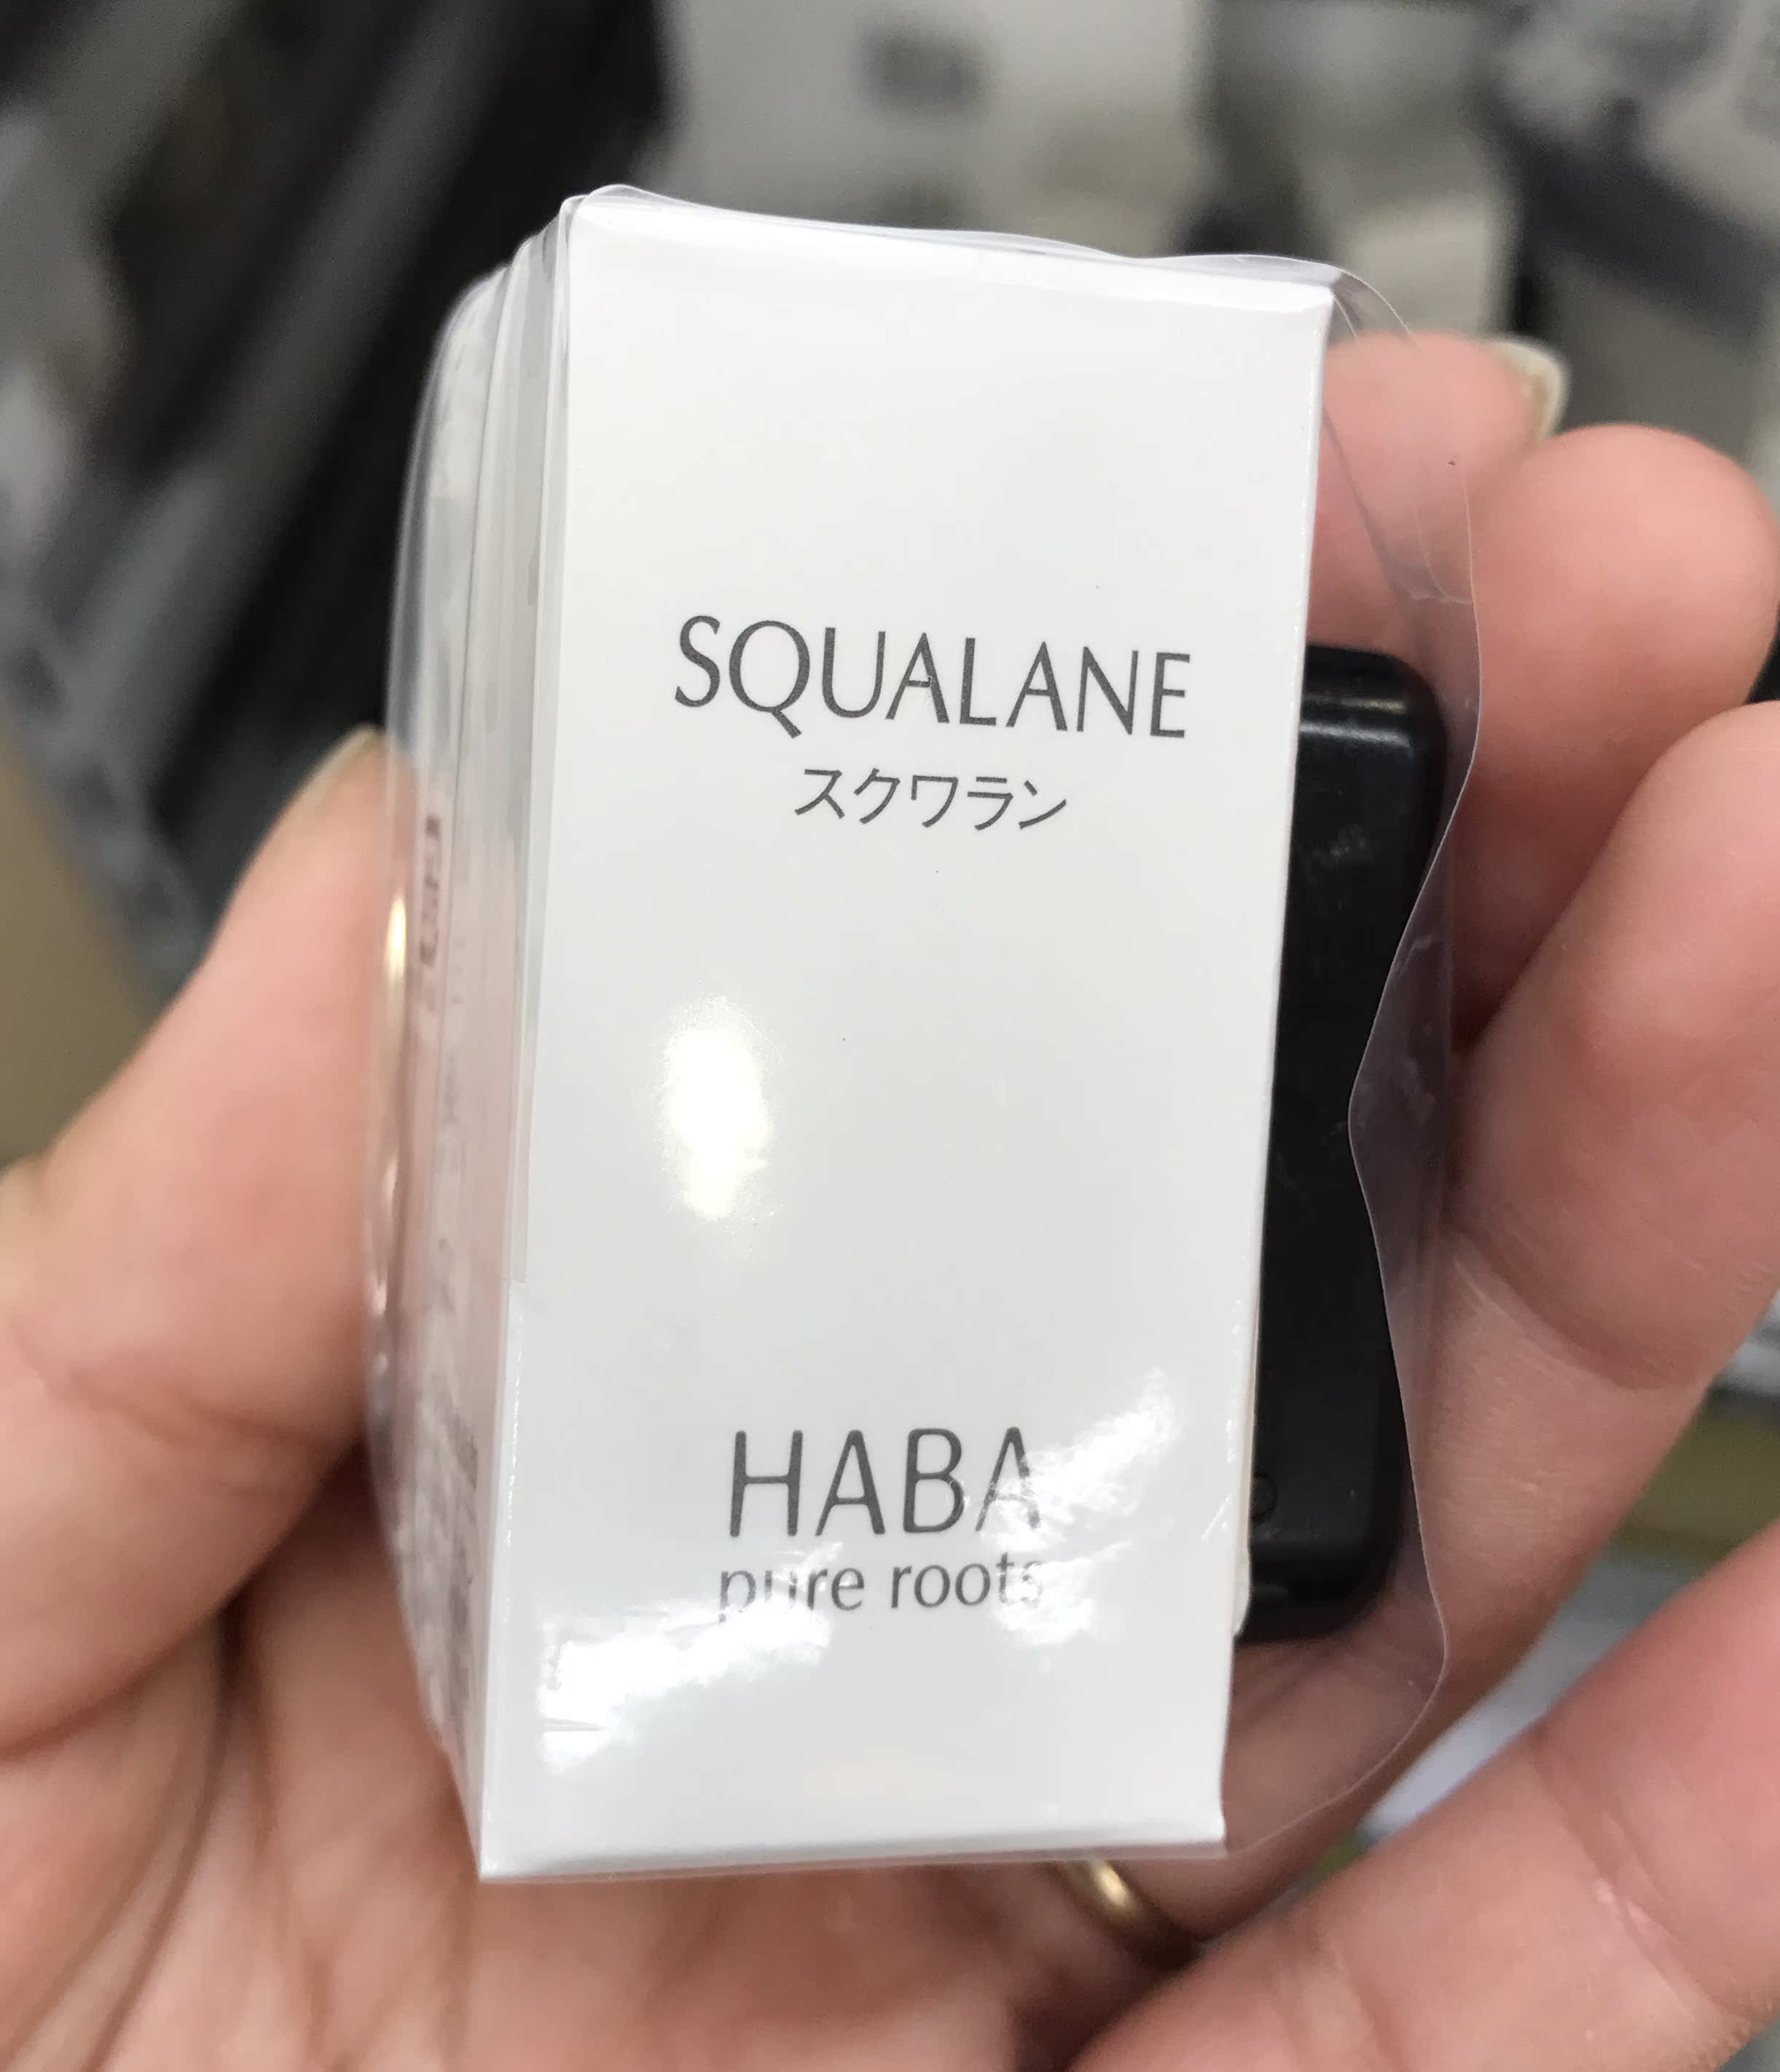 SQUALANE
スクワラン
HABA
pure roots